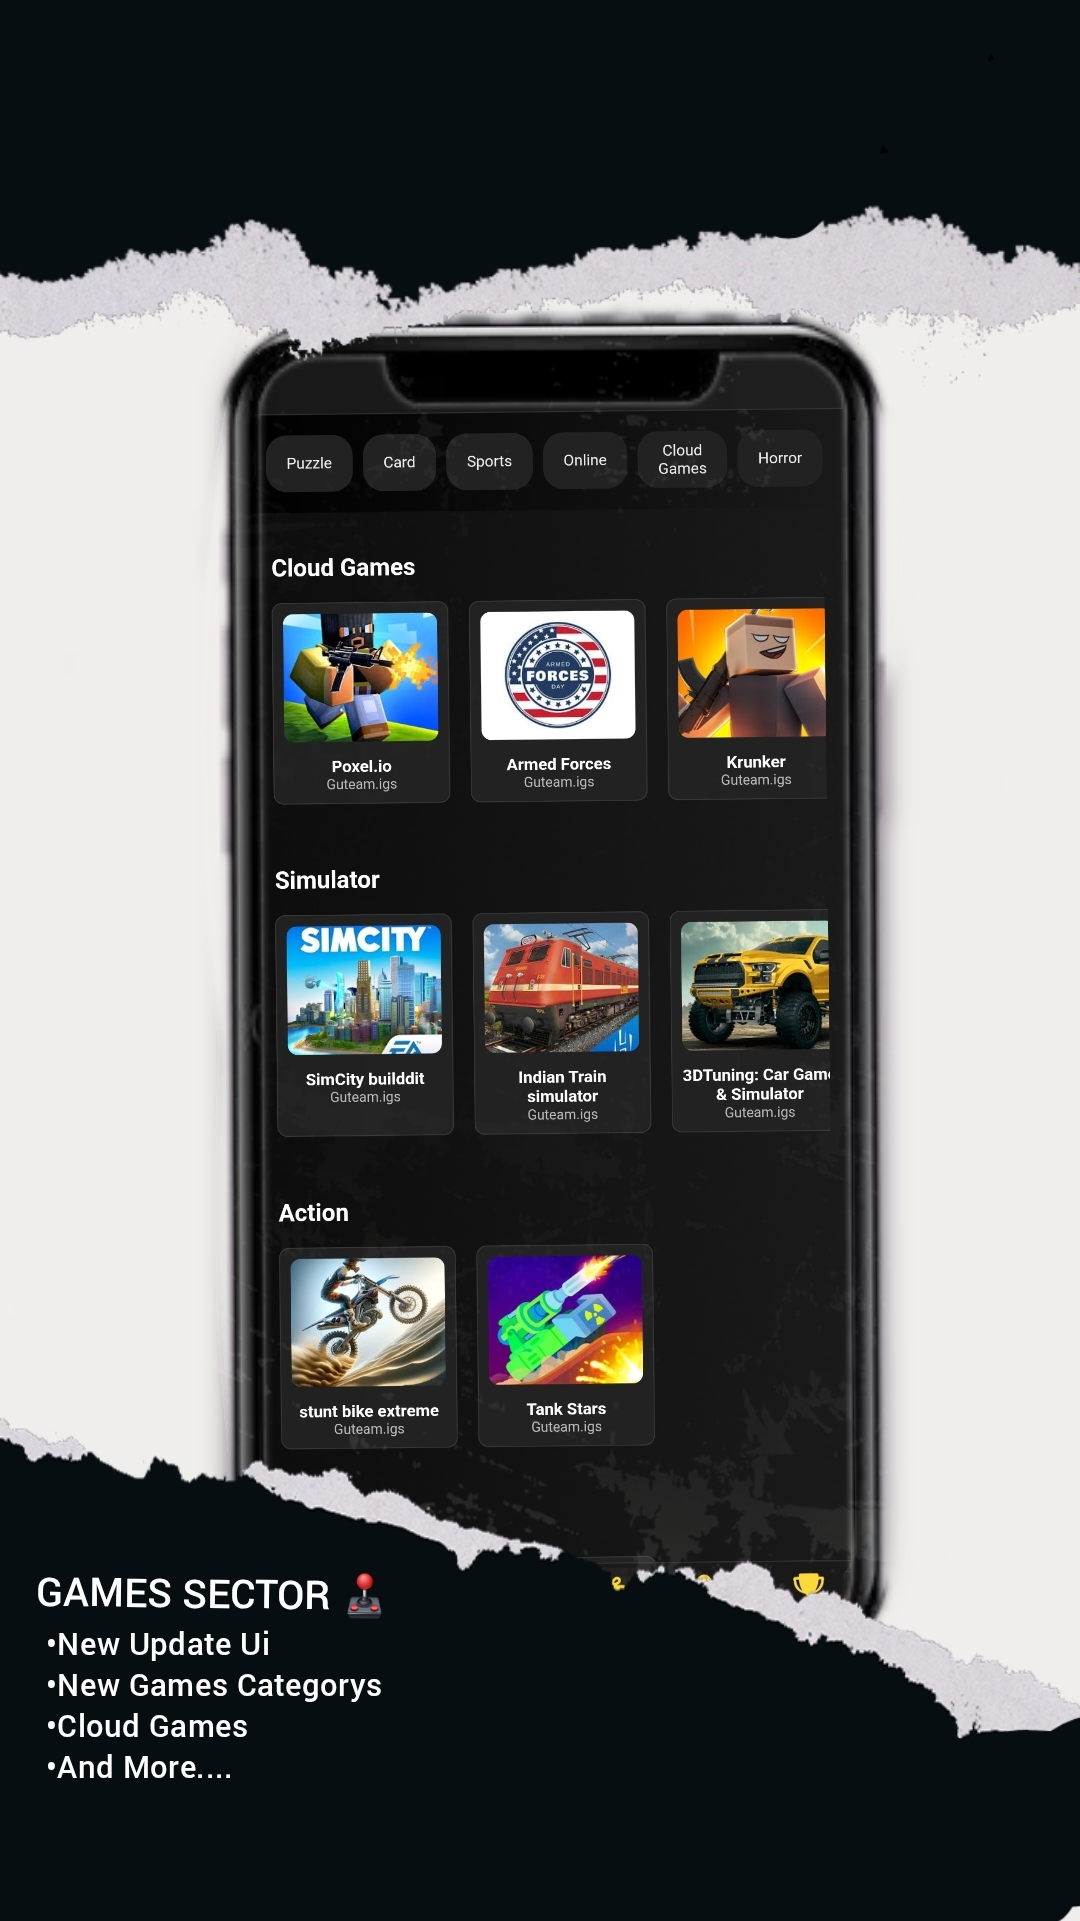 Puzzle
Card
Sports
Online
Cloud
Games
Horror
Cloud Games
ARMED
FORCES
DAY
Poxel.io
Guteam.igs
Armed Forces
Guteam.igs
Krunker
Guteam.igs
Simulator
SIMCITY
EA
SimCity builddit
Guteam.igs
Indian Train
simulator
Guteam.igs
3DTuning: Car Game
& Simulator
Guteam.igs
Action
stunt bike extreme
Guteam.igs
Tank Stars
Guteam.igs
GAMES SECTOR 🕹️
•New Update Ui
•New Games Categorys
•Cloud Games
•And More....